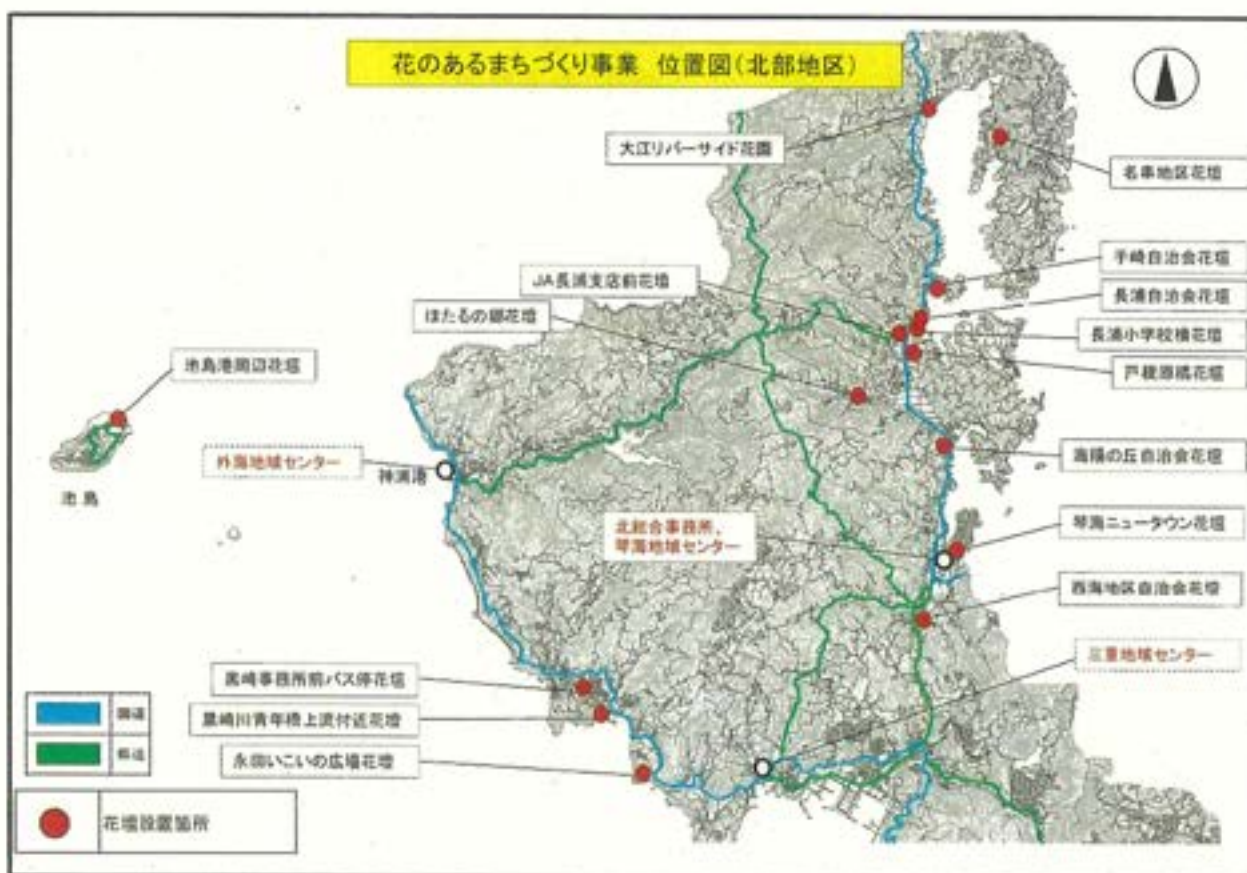 花のあるまちづくり事業 位置図(北部地区)
大江リバーサイド花園
名串地区花壇
手崎自治会花壇
JA長浦支店前花壇
長浦自治会花壇
ほたるの郷花壇
長浦小学校横花壇
池島港周辺花壇
戸根原橋花壇
外海地域センター
神浦港
海陽の丘自治会花壇
池島
北総合事務所、
琴海地域センター
琴海ニュータウン花壇
西海地区自治会花壇
三重地域センター
黒崎事務所前バス停花壇
国道
黒崎川青年橋上流付近花壇
県道
永田いこいの広場花壇
花壇設置箇所